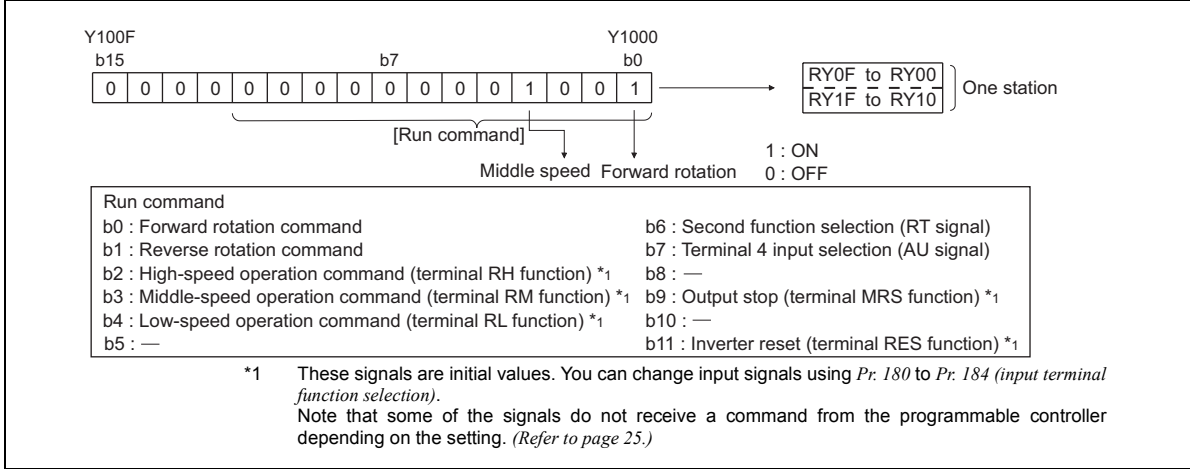 Y100F Y1000
b15 b7 b0
0 0 0 0 0 0 0 0 0 0 0 0 1 0 0 1
RY0F to RY00
RY1F to RY10
One station
[Run command]
Middle speed Forward rotation
1 : ON
0 : OFF
Run command
b0 : Forward rotation command
b1 : Reverse rotation command
b2 : High-speed operation command (terminal RH function) *1
b3 : Middle-speed operation command (terminal RM function) *1
b4 : Low-speed operation command (terminal RL function) *1
b5 : —
b6 : Second function selection (RT signal)
b7 : Terminal 4 input selection (AU signal)
b8 : —
b9 : Output stop (terminal MRS function) *1
b10 : —
b11 : Inverter reset (terminal RES function) *1
*1 These signals are initial values. You can change input signals using Pr. 180 to Pr. 184 (input terminal
function selection).
Note that some of the signals do not receive a command from the programmable controller
depending on the setting. (Refer to page 25.)